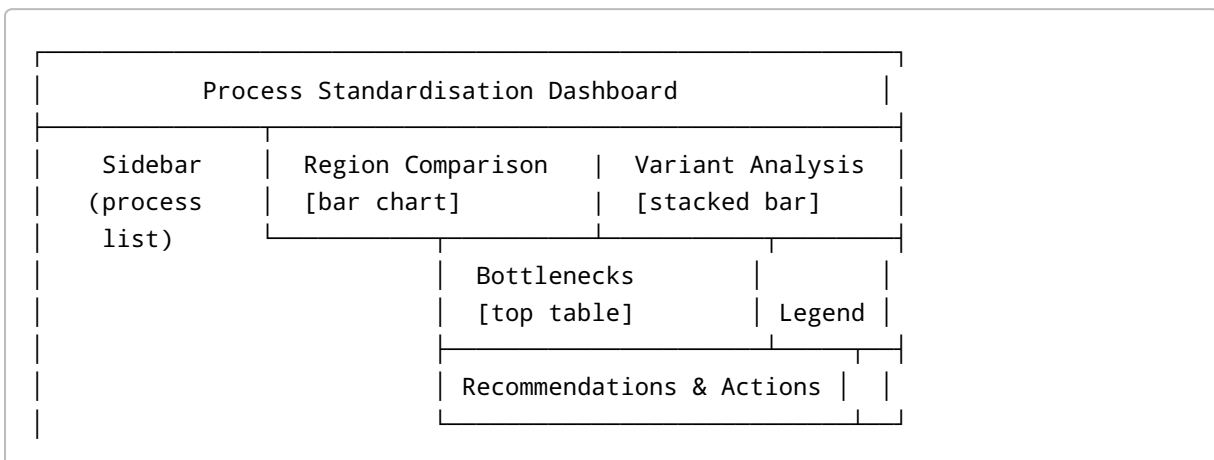 Process Standardisation Dashboard
Sidebar Region Comparison | Variant Analysis
(process [bar chart] | [stacked bar]
list)
Bottlenecks
[top table] Legend
Recommendations & Actions